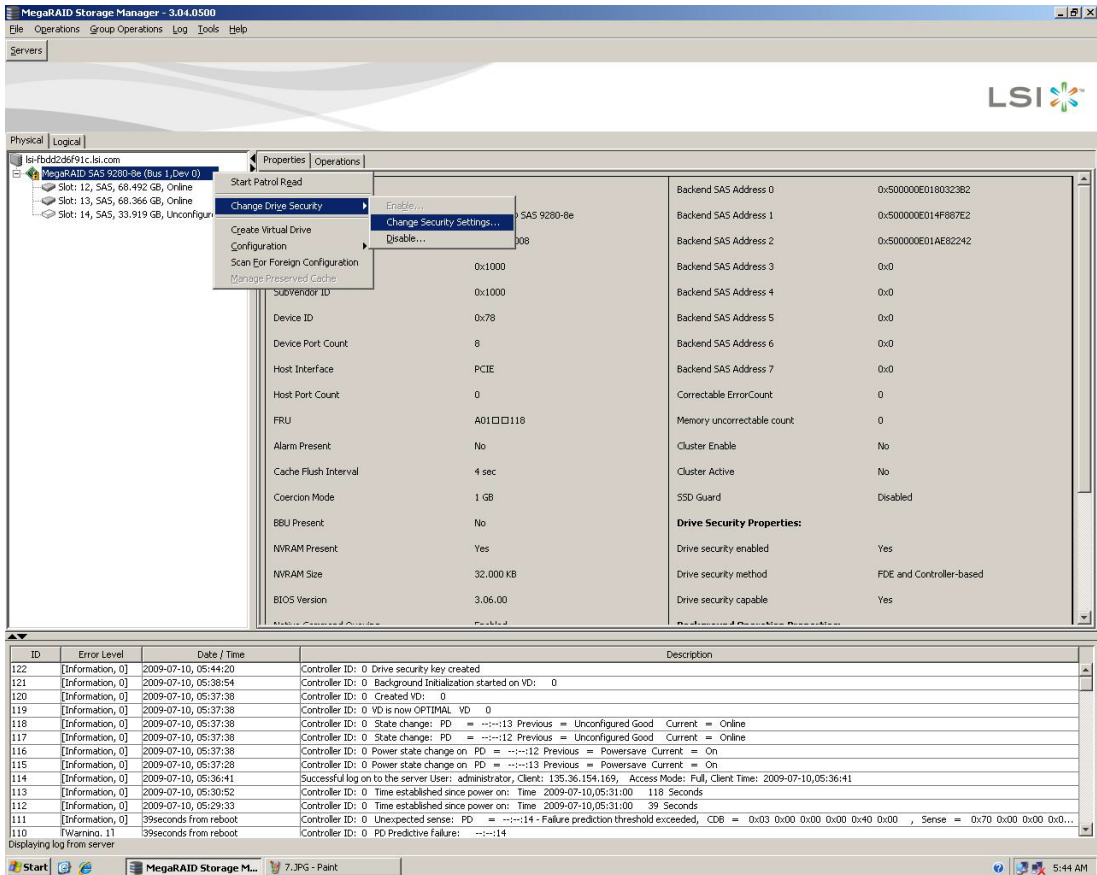 MegaRAID Storage Manager - 3.04.0500
File Operations Group Operations Log Tools Help
Servers
LSI
Physical Logical
lsi-fbdd2d6f91c.lsi.com
MegaRAID SAS 9280-8e (Bus 1,Dev 0)
Slot: 12, SAS, 68.492 GB, Online
Slot: 13, SAS, 68.366 GB, Online
Slot: 14, SAS, 33.919 GB, Unconfigure
Start Patrol Read
Change Drive Security
Create Virtual Drive
Configuration
Scan For Foreign Configuration
Manage Preserved Cache
Enable...
Change Security Settings...
Disable...
Properties Operations
SAS 9280-8e
008
0x1000
SubVendor ID 0x1000
Device ID 0x78
Device Port Count 8
Host Interface PCIE
Host Port Count 0
FRU A01□□118
Alarm Present No
Cache Flush Interval 4 sec
Coercion Mode 1 GB
BBU Present No
NVRAM Present Yes
NVRAM Size 32.000 KB
BIOS Version 3.06.00
Native Command Queuing Enabled
Backend SAS Address 0 0x500000E0180323B2
Backend SAS Address 1 0x500000E014F887E2
Backend SAS Address 2 0x500000E01AE82242
Backend SAS Address 3 0x0
Backend SAS Address 4 0x0
Backend SAS Address 5 0x0
Backend SAS Address 6 0x0
Backend SAS Address 7 0x0
Correctable ErrorCount 0
Memory uncorrectable count 0
Cluster Enable No
Cluster Active No
SSD Guard Disabled
Drive Security Properties:
Drive security enabled Yes
Drive security method FDE and Controller-based
Drive security capable Yes
Background Operation Properties:
ID Error Level Date / Time Description
122 [Information, 0] 2009-07-10, 05:44:20 Controller ID: 0 Drive security key created
121 [Information, 0] 2009-07-10, 05:38:54 Controller ID: 0 Background Initialization started on VD: 0
120 [Information, 0] 2009-07-10, 05:37:38 Controller ID: 0 Created VD: 0
119 [Information, 0] 2009-07-10, 05:37:38 Controller ID: 0 VD is now OPTIMAL VD 0
118 [Information, 0] 2009-07-10, 05:37:38 Controller ID: 0 State change: PD = --:--:13 Previous = Unconfigured Good Current = Online
117 [Information, 0] 2009-07-10, 05:37:38 Controller ID: 0 State change: PD = --:--:12 Previous = Unconfigured Good Current = Online
116 [Information, 0] 2009-07-10, 05:37:38 Controller ID: 0 Power state change on PD = --:--:12 Previous = Powersave Current = On
115 [Information, 0] 2009-07-10, 05:37:28 Controller ID: 0 Power state change on PD = --:--:13 Previous = Powersave Current = On
114 [Information, 0] 2009-07-10, 05:36:41 Successful log on to the server User: administrator, Client: 135.36.154.169, Access Mode: Full, Client Time: 2009-07-10,05:36:41
113 [Information, 0] 2009-07-10, 05:30:52 Controller ID: 0 Time established since power on: Time 2009-07-10,05:31:00 118 Seconds
112 [Information, 0] 2009-07-10, 05:29:33 Controller ID: 0 Time established since power on: Time 2009-07-10,05:31:00 39 Seconds
111 [Information, 0] 39seconds from reboot Controller ID: 0 Unexpected sense: PD = --:--:14 - Failure prediction threshold exceeded, CDB = 0x03 0x00 0x00 0x00 0x40 0x00 , Sense = 0x70 0x00 0x00 0x0...
110 [Warning, 1] 39seconds from reboot Controller ID: 0 PD Predictive failure: --:--:14
Displaying log from server
Start MegaRAID Storage M... 7.JPG - Paint 5:44 AM